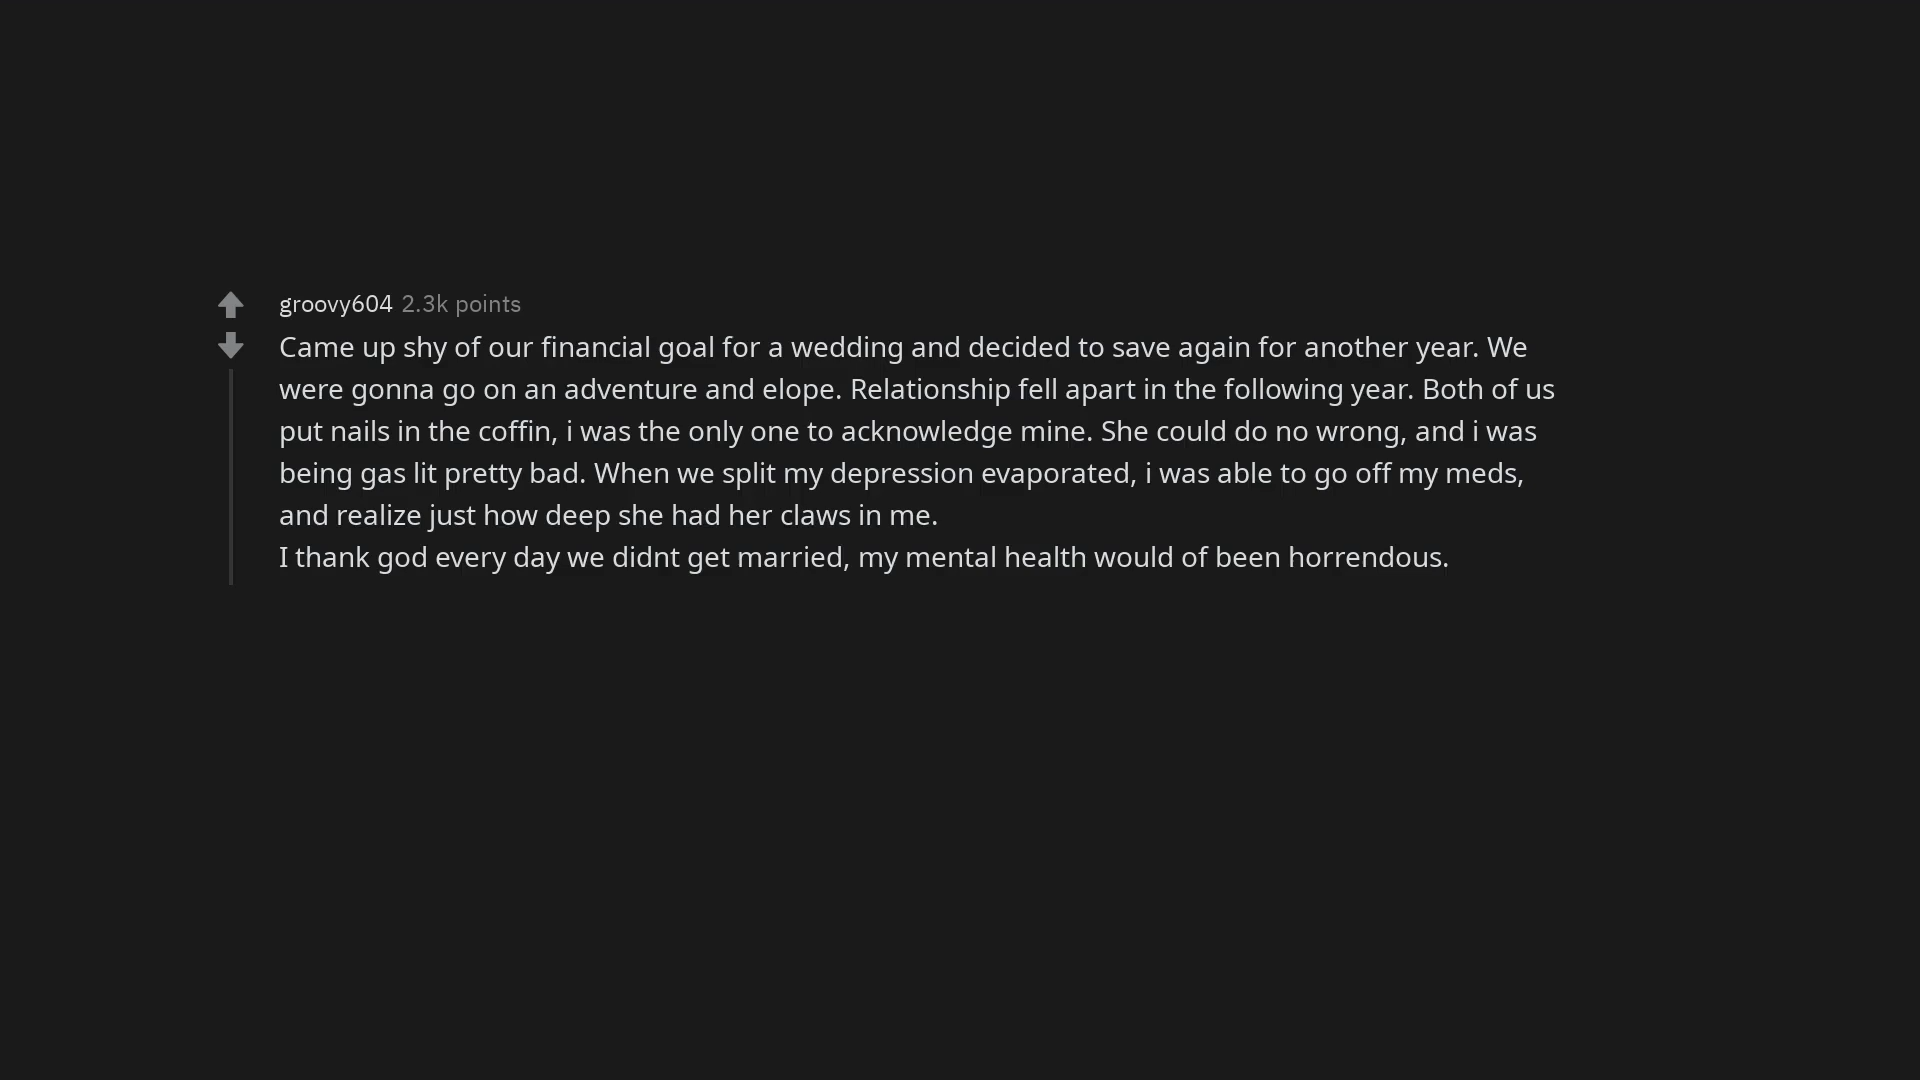 groovy604 2.3k points
Came up shy of our financial goal for a wedding and decided to save again for another year. We
were gonna go on an adventure and elope. Relationship fell apart in the following year. Both of us
put nails in the coffin, i was the only one to acknowledge mine. She could do no wrong, and i was
being gas lit pretty bad. When we split my depression evaporated, i was able to go off my meds,
and realize just how deep she had her claws in me.
I thank god every day we didnt get married, my mental health would of been horrendous.